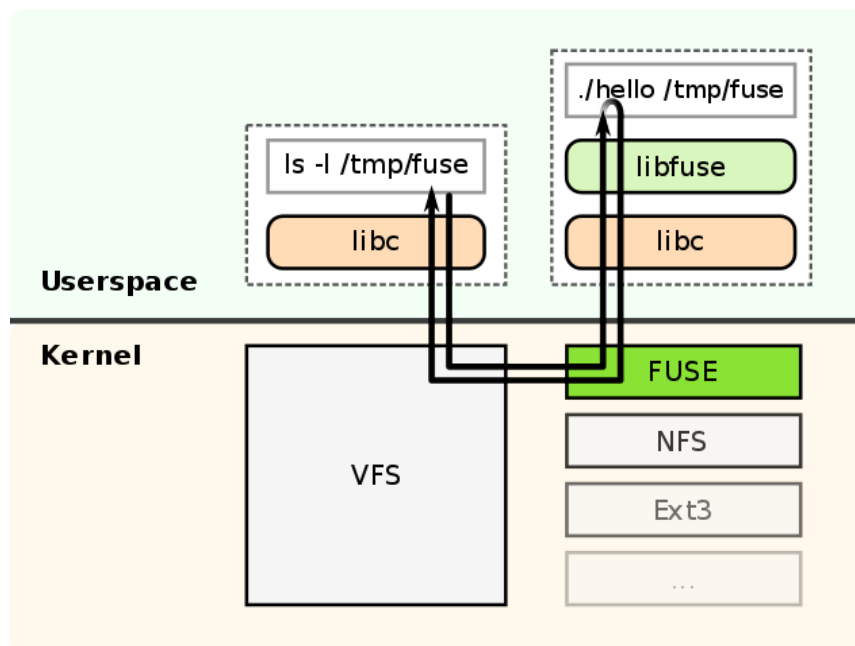 ./hello /tmp/fuse
ls -l /tmp/fuse
libfuse
libc
libc
Userspace
Kernel
FUSE
NFS
VFS
Ext3
...